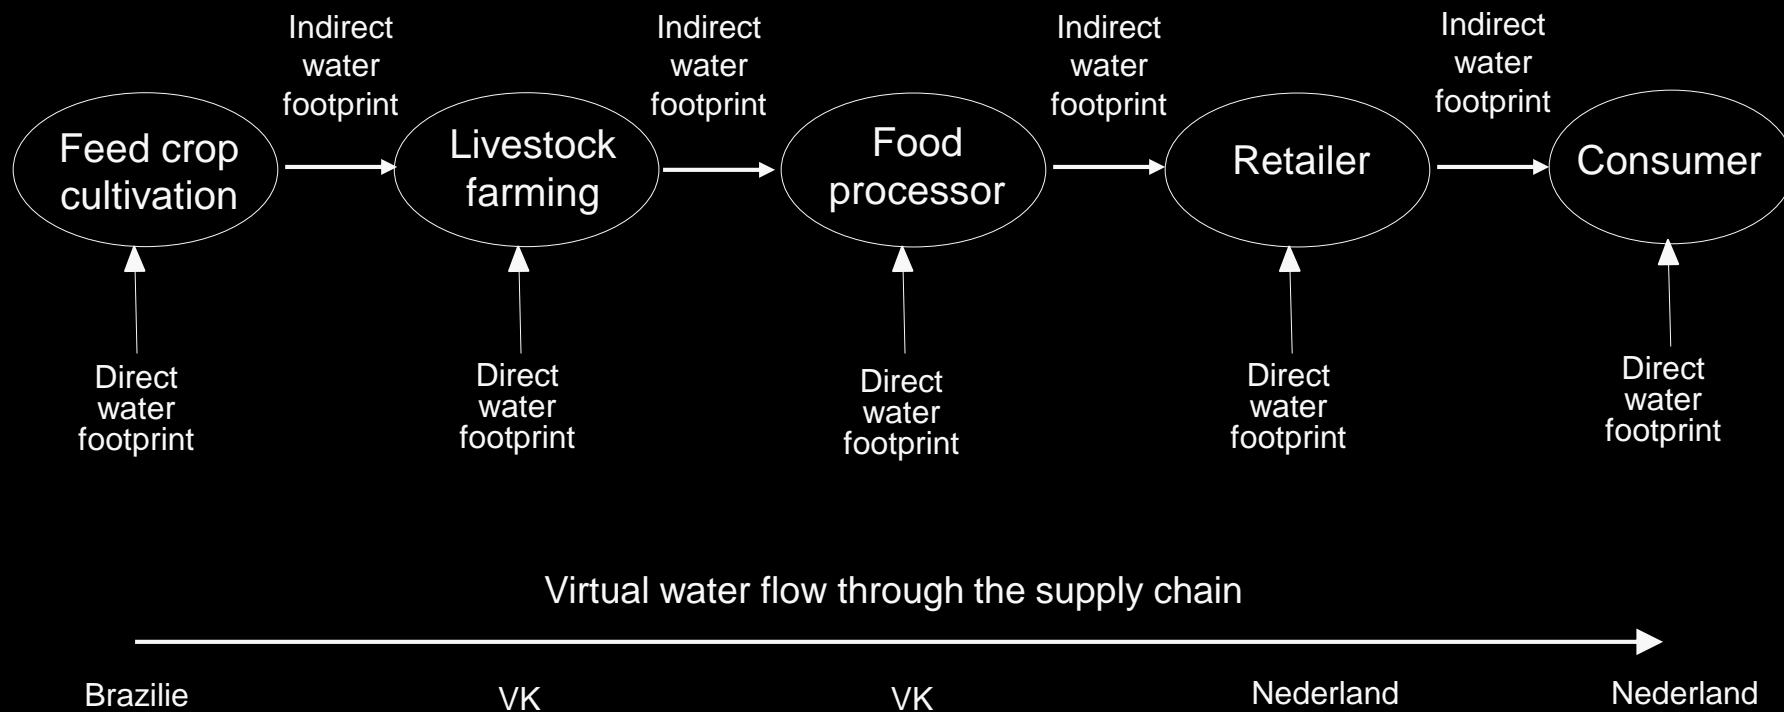 Indirect
water
footprint
Indirect
water
footprint
Indirect
water
footprint
Indirect
water
footprint
Feed crop
cultivation
Livestock
farming
Food
processor
Retailer
Consumer
Direct
water
footprint
Direct
water
footprint
Direct
water
footprint
Direct
water
footprint
Direct
water
footprint
Virtual water flow through the supply chain
Brazilie
VK
VK
Nederland
Nederland